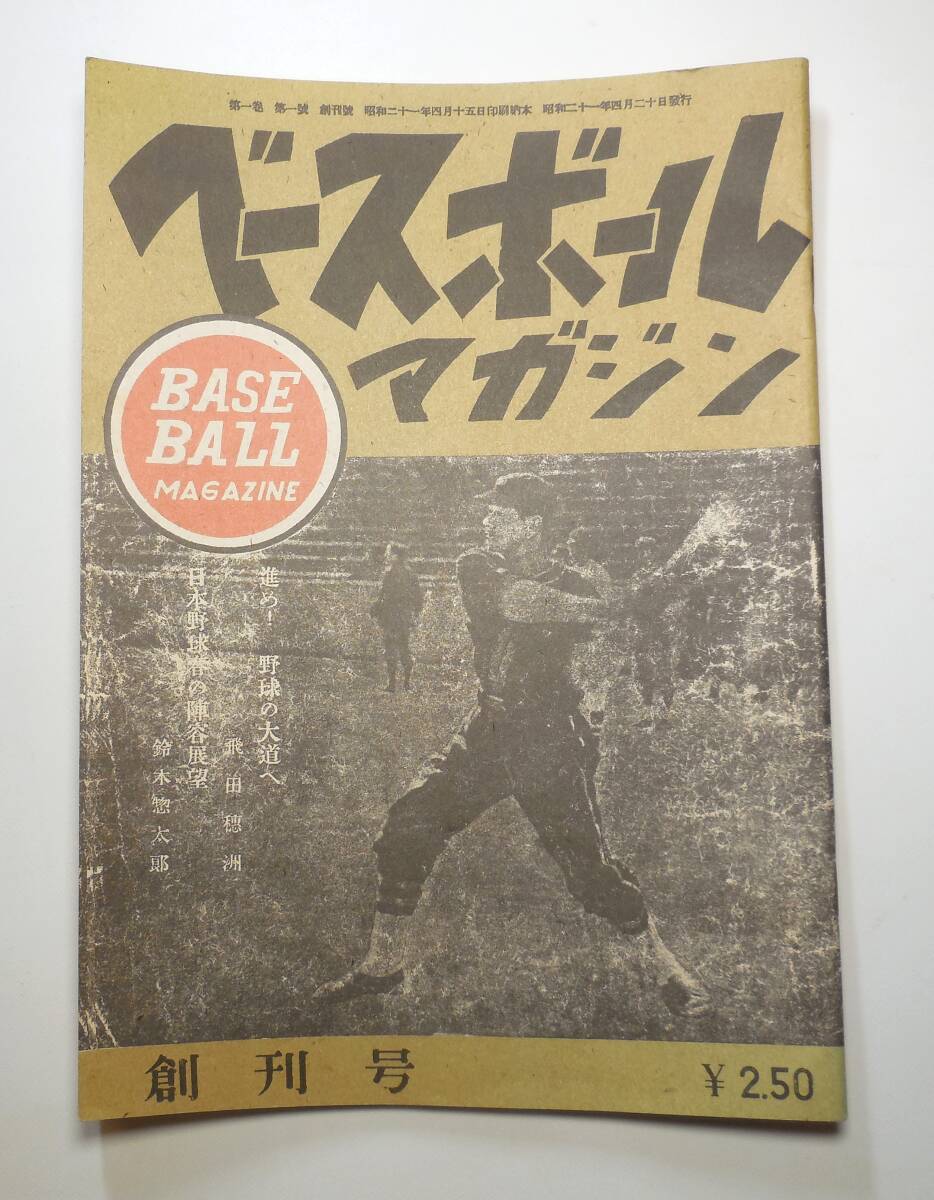 第一巻 第一號 創刊號 昭和二十一年四月十五日印刷納本 昭和二十一年四月二十日發行
ベースボール
マガジン
BASE
BALL
MAGAZINE
進め! 野球の大道へ
飛田穂洲
日本野球各の陣容展望
鈴木惣太郎
創刊号
¥ 2.50